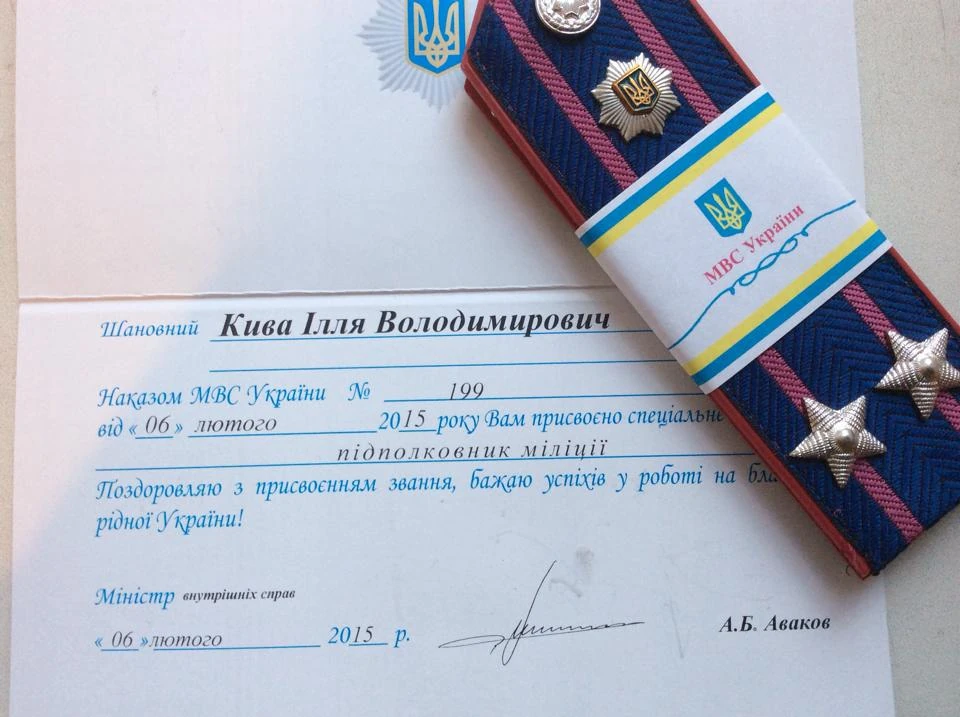 Шановний Кива Ілля Володимирович
Наказом МВС України № 199
від « 06 » лютого 2015 року Вам присвоєно спеціальне
підполковник міліції
Поздоровляю з присвоєнням звання, бажаю успіхів у роботі на
рідної України!
Міністр внутрішніх справ
« 06 » лютого 2015 р.
А.Б. Аваков
МВС України